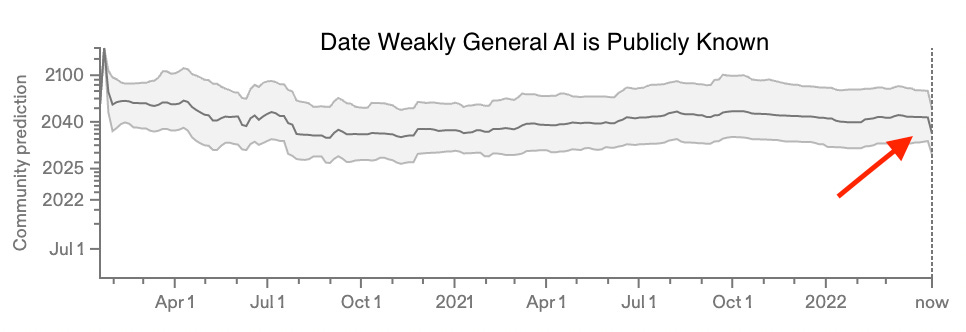 Date Weakly General AI is Publicly Known
Community prediction
2100
2040
2025
2022
Jul 1
Apr 1 Jul 1 Oct 1 2021 Apr 1 Jul 1 Oct 1 2022 now